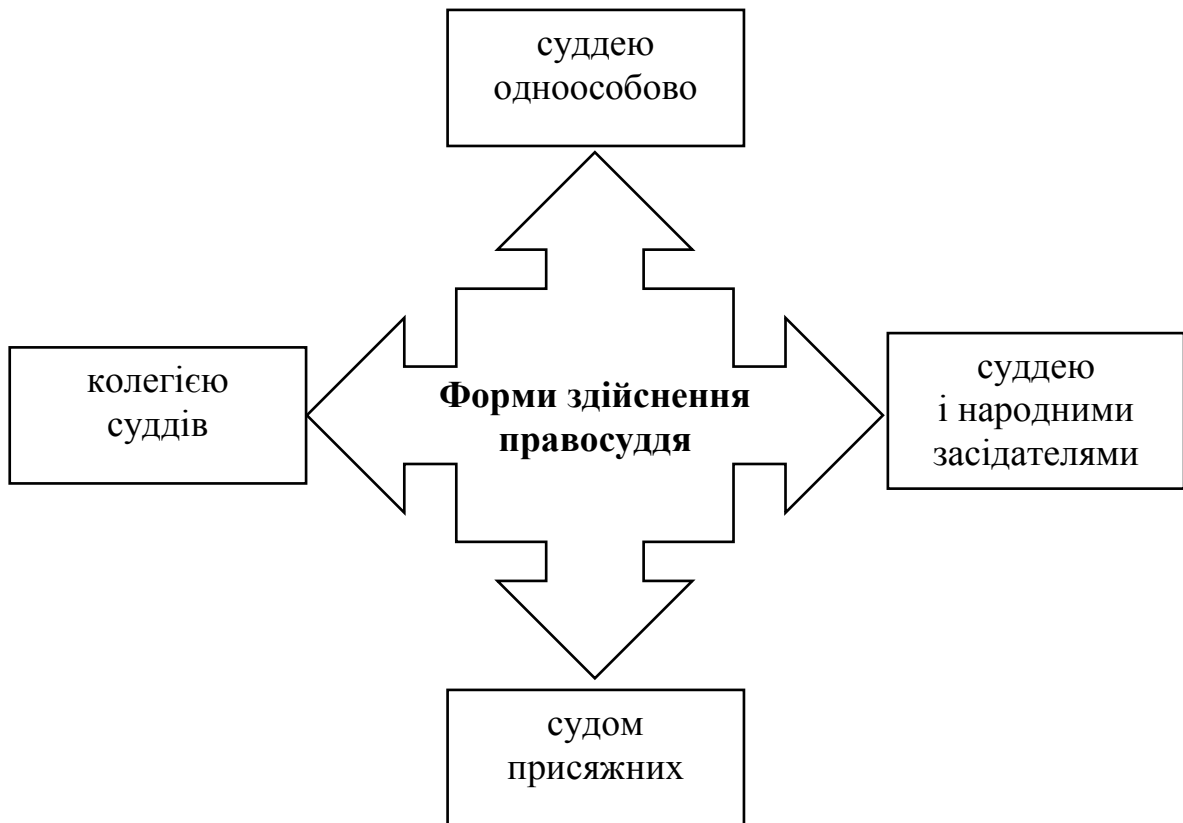 суддею
одноособово
колегією
суддів
Форми здійснення
правосуддя
суддею
і народними
засідателями
судом
присяжних